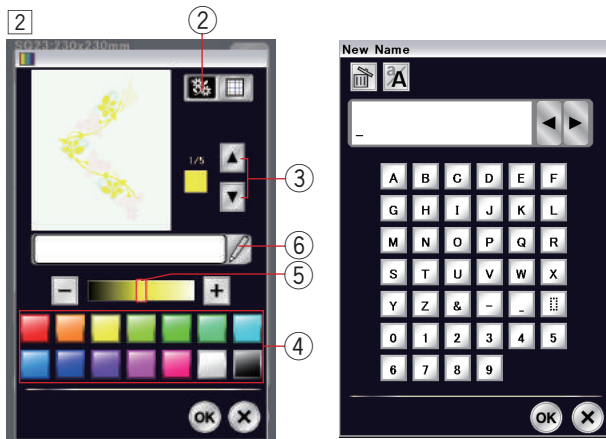 2
②
SQ23:230x230mm
1/5
③
⑥
⑤
− +
④
OK X
New Name
a/A
_
A B C D E F
G H I J K L
M N O P Q R
S T U V W X
Y Z & - _
0 1 2 3 4 5
6 7 8 9
OK X